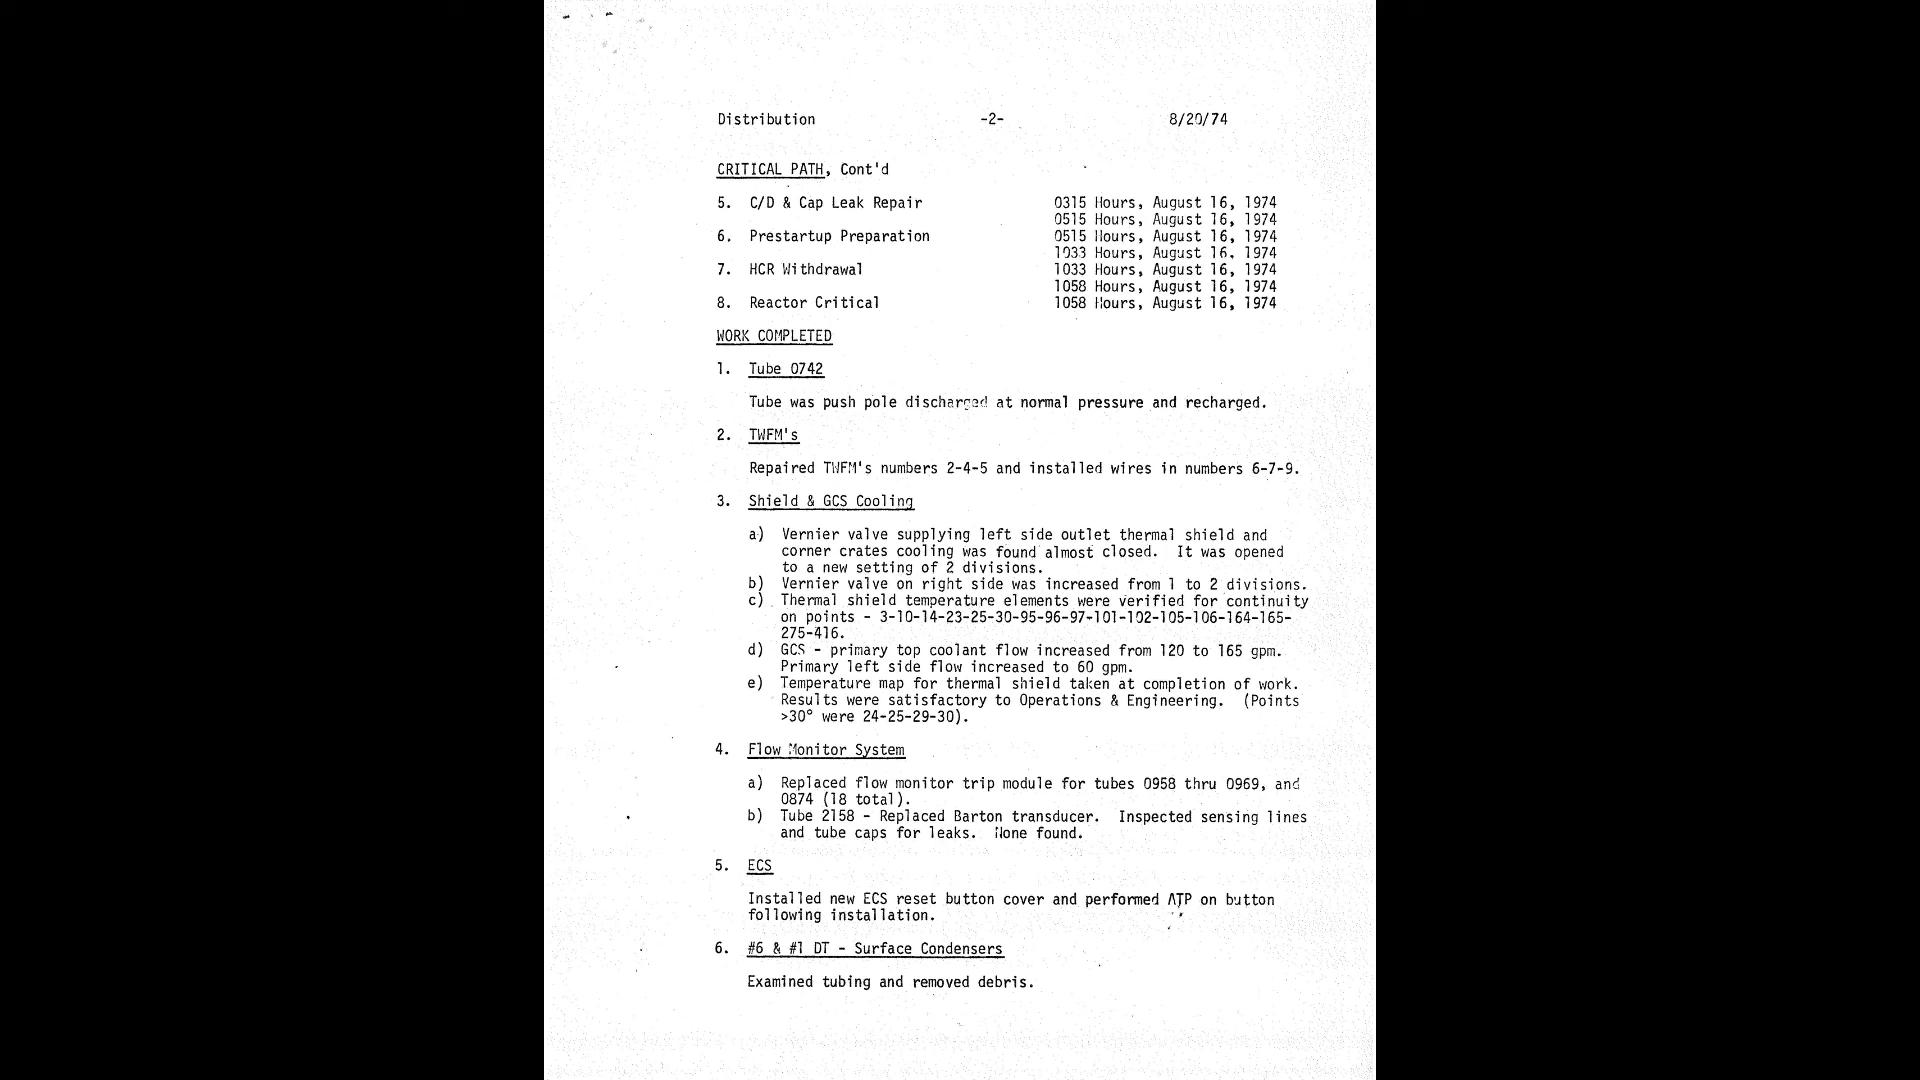 Distribution -2- 8/20/74
CRITICAL PATH, Cont'd
5. C/D & Cap Leak Repair 0315 Hours, August 16, 1974
0515 Hours, August 16, 1974
6. Prestartup Preparation 0515 Hours, August 16, 1974
1033 Hours, August 16, 1974
7. HCR Withdrawal 1033 Hours, August 16, 1974
1058 Hours, August 16, 1974
8. Reactor Critical 1058 Hours, August 16, 1974
WORK COMPLETED
1. Tube 0742
Tube was push pole discharged at normal pressure and recharged.
2. TWFM's
Repaired TWFM's numbers 2-4-5 and installed wires in numbers 6-7-9.
3. Shield & GCS Cooling
a) Vernier valve supplying left side outlet thermal shield and
corner crates cooling was found almost closed. It was opened
to a new setting of 2 divisions.
b) Vernier valve on right side was increased from 1 to 2 divisions.
c) Thermal shield temperature elements were verified for continuity
on points - 3-10-14-23-25-30-95-96-97-101-102-105-106-164-165-
275-416.
d) GCS - primary top coolant flow increased from 120 to 165 gpm.
Primary left side flow increased to 60 gpm.
e) Temperature map for thermal shield taken at completion of work.
Results were satisfactory to Operations & Engineering. (Points
>30° were 24-25-29-30).
4. Flow Monitor System
a) Replaced flow monitor trip module for tubes 0958 thru 0969, and
0874 (18 total).
b) Tube 2158 - Replaced Barton transducer. Inspected sensing lines
and tube caps for leaks. None found.
5. ECS
Installed new ECS reset button cover and performed ATP on button
following installation.
6. #6 & #1 DT - Surface Condensers
Examined tubing and removed debris.